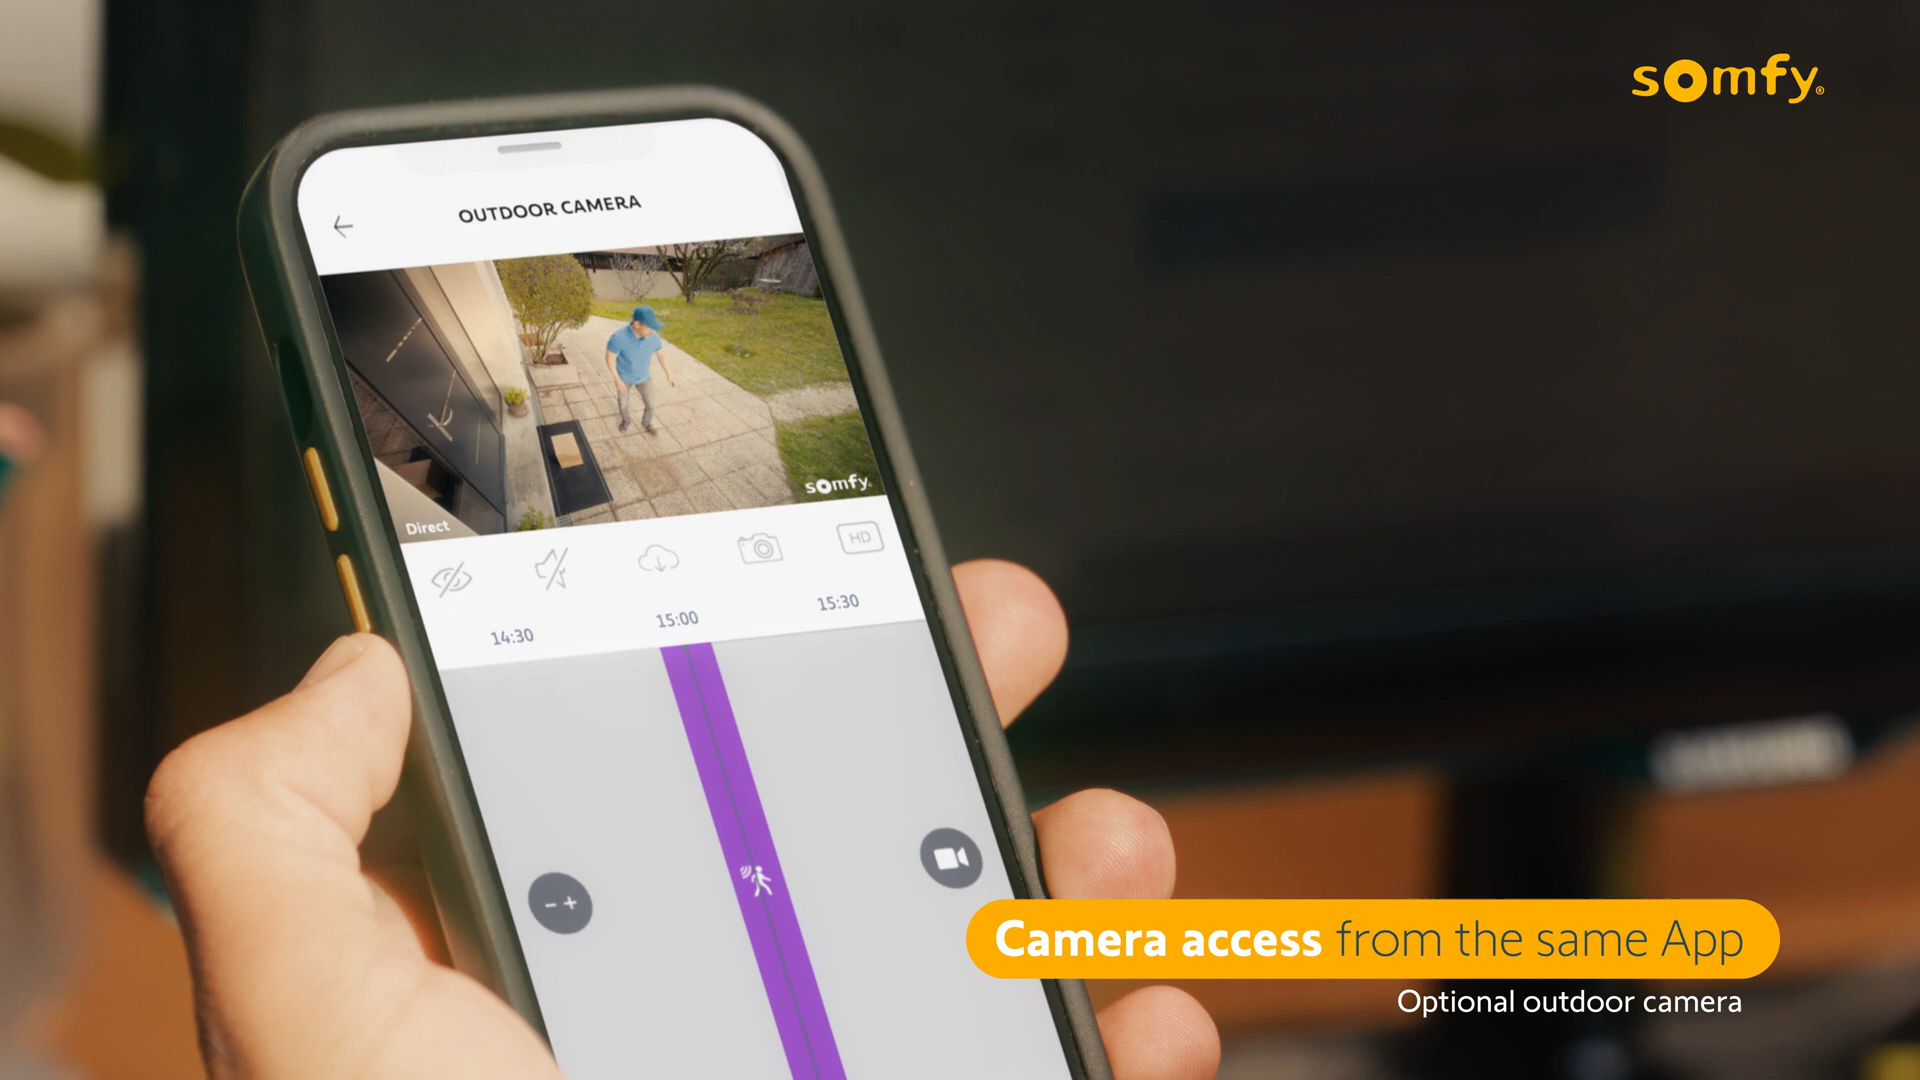 somfy®
OUTDOOR CAMERA
somfy®
Direct
HD
14:30 15:00 15:30
Camera access from the same App
Optional outdoor camera